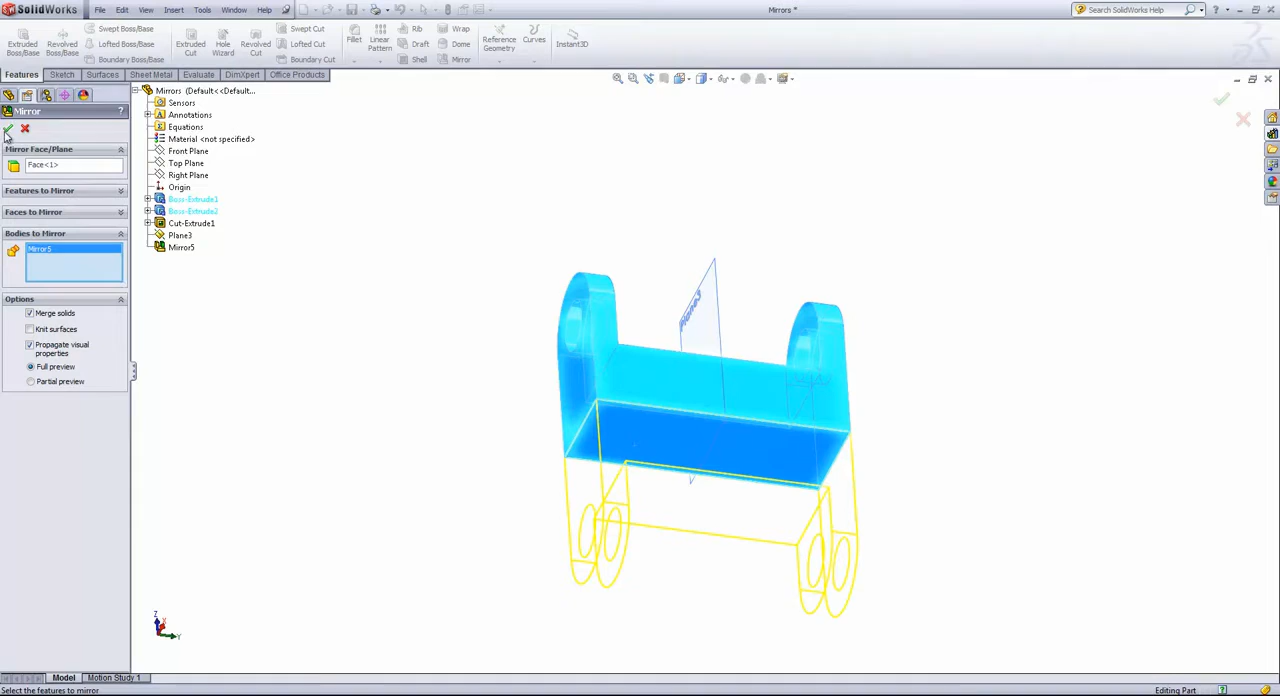 SolidWorks
File Edit View Insert Tools Window Help
Mirrors *
Search SolidWorks Help
Extruded Boss/Base
Revolved Boss/Base
Swept Boss/Base
Lofted Boss/Base
Boundary Boss/Base
Extruded Cut
Hole Wizard
Revolved Cut
Swept Cut
Lofted Cut
Boundary Cut
Fillet
Linear Pattern
Rib
Draft
Shell
Wrap
Dome
Mirror
Reference Geometry
Curves
Instant3D
Features Sketch Surfaces Sheet Metal Evaluate DimXpert Office Products
Mirror ?
Mirror Face/Plane
Face<1>
Features to Mirror
Faces to Mirror
Bodies to Mirror
Mirror5
Options
Merge solids
Knit surfaces
Propagate visual
properties
Full preview
Partial preview
Mirrors (Default<<Default...
Sensors
Annotations
Equations
Material <not specified>
Front Plane
Top Plane
Right Plane
Origin
Boss-Extrude1
Boss-Extrude2
Cut-Extrude1
Plane3
Mirror5
Plane3
Z
X
Y
Model Motion Study 1
Select the features to mirror
Editing Part